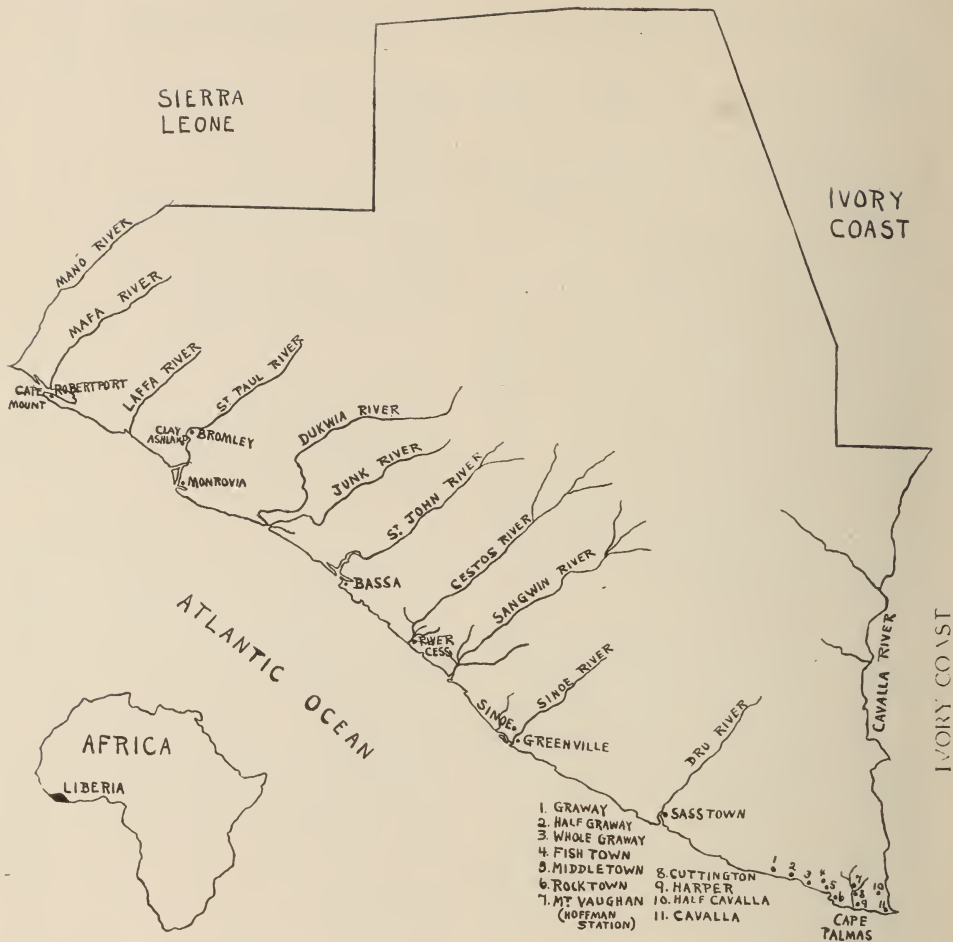 SIERRA
LEONE
IVORY
COAST
MANO RIVER
MAFA RIVER
CAPE
MOUNT
ROBERTPORT
LAFFA RIVER
ST. PAUL RIVER
CLAY
ASHLAND
BROMLEY
MONROVIA
DUKWIA RIVER
JUNK RIVER
ST. JOHN RIVER
BASSA
CESTOS RIVER
SANGWIN RIVER
RIVER
CESS
SINOE
SINOE RIVER
GREENVILLE
DRU RIVER
SASSTOWN
CAVALLA RIVER
IVORY COAST
ATLANTIC OCEAN
AFRICA
LIBERIA
1. GRAWAY
2. HALF GRAWAY
3. WHOLE GRAWAY
4. FISH TOWN
5. MIDDLETOWN
6. ROCKTOWN
7. MT VAUGHAN
(HOFFMAN
STATION)
8. CUTTINGTON
9. HARPER
10. HALF CAVALLA
11. CAVALLA
1 2 3 4 5 6 7 8 9 10 11
CAPE
PALMAS